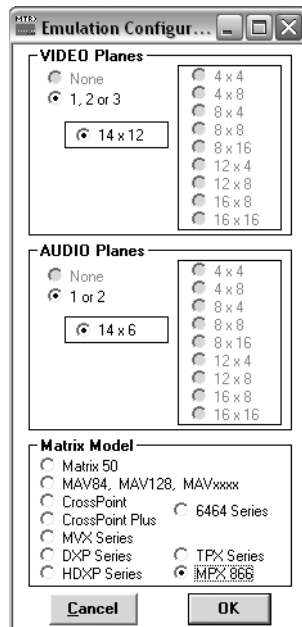 MTRX
Emulation Configur...
VIDEO Planes
None
1, 2 or 3
14 x 12
4 x 4
4 x 8
8 x 4
8 x 8
8 x 16
12 x 4
12 x 8
16 x 8
16 x 16
AUDIO Planes
None
1 or 2
14 x 6
4 x 4
4 x 8
8 x 4
8 x 8
8 x 16
12 x 4
12 x 8
16 x 8
16 x 16
Matrix Model
Matrix 50
MAV84, MAV128, MAVxxxx
CrossPoint
CrossPoint Plus
6464 Series
MVX Series
DXP Series
TPX Series
HDXP Series
MPX 866
Cancel
OK